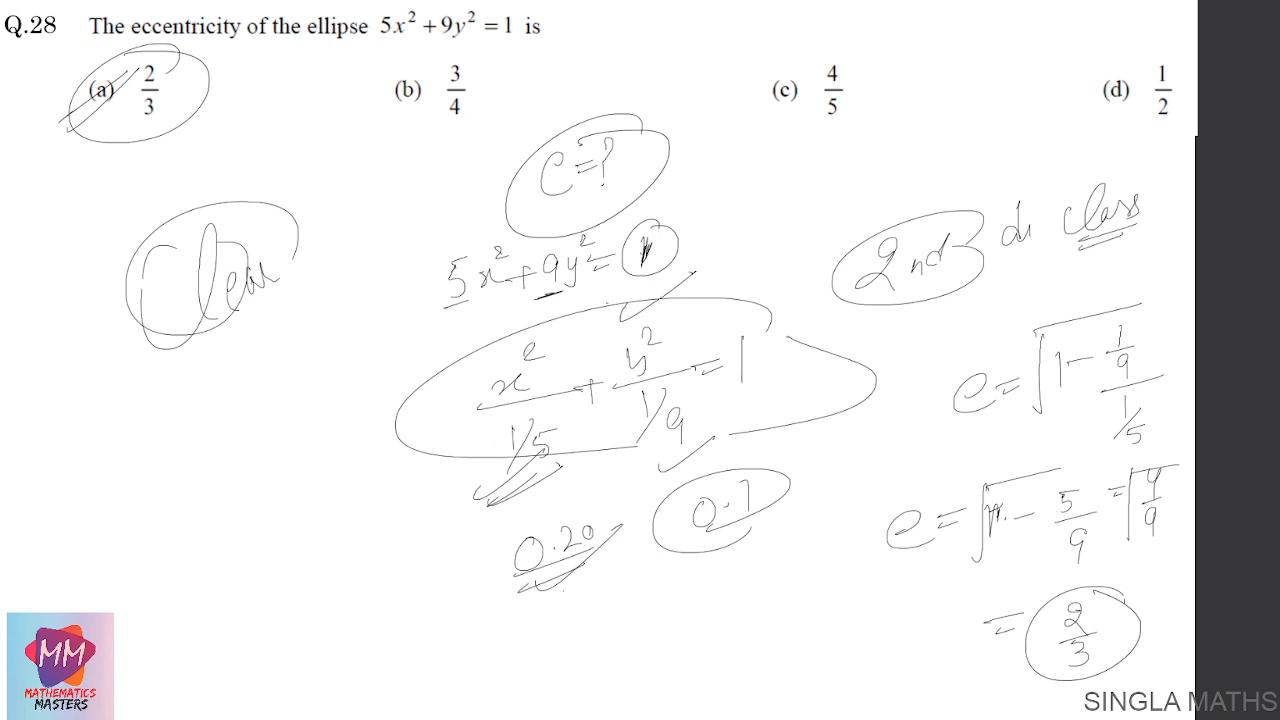 Q.28 The eccentricity of the ellipse 5x² + 9y² = 1 is
(a) 2/3 (b) 3/4 (c) 4/5 (d) 1/2
e = ?
Clear
5x² + 9y² = 1
2nd di class
x²/1/5 + y²/1/9 = 1
e = √1 - 1/9/1/5
0.20
0.1
e = √1 - 5/9 = √4/9
= 2/3
MM
MATHEMATICS
MASTERS
SINGLA MATHS